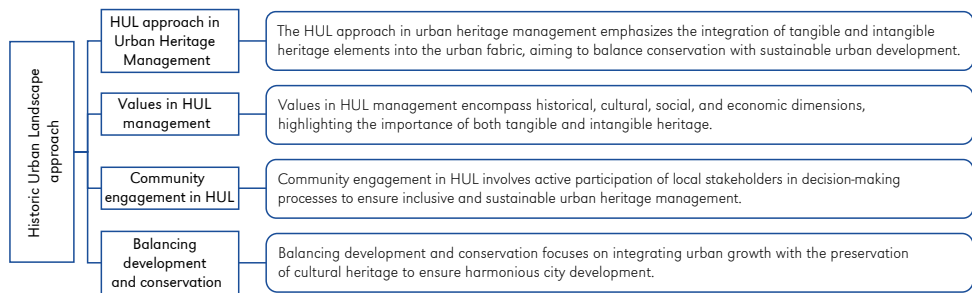 Historic Urban Landscape
approach
HUL approach in
Urban Heritage
Management
The HUL approach in urban heritage management emphasizes the integration of tangible and intangible
heritage elements into the urban fabric, aiming to balance conservation with sustainable urban development.
Values in HUL
management
Values in HUL management encompass historical, cultural, social, and economic dimensions,
highlighting the importance of both tangible and intangible heritage.
Community
engagement in HUL
Community engagement in HUL involves active participation of local stakeholders in decision-making
processes to ensure inclusive and sustainable urban heritage management.
Balancing
development
and conservation
Balancing development and conservation focuses on integrating urban growth with the preservation
of cultural heritage to ensure harmonious city development.